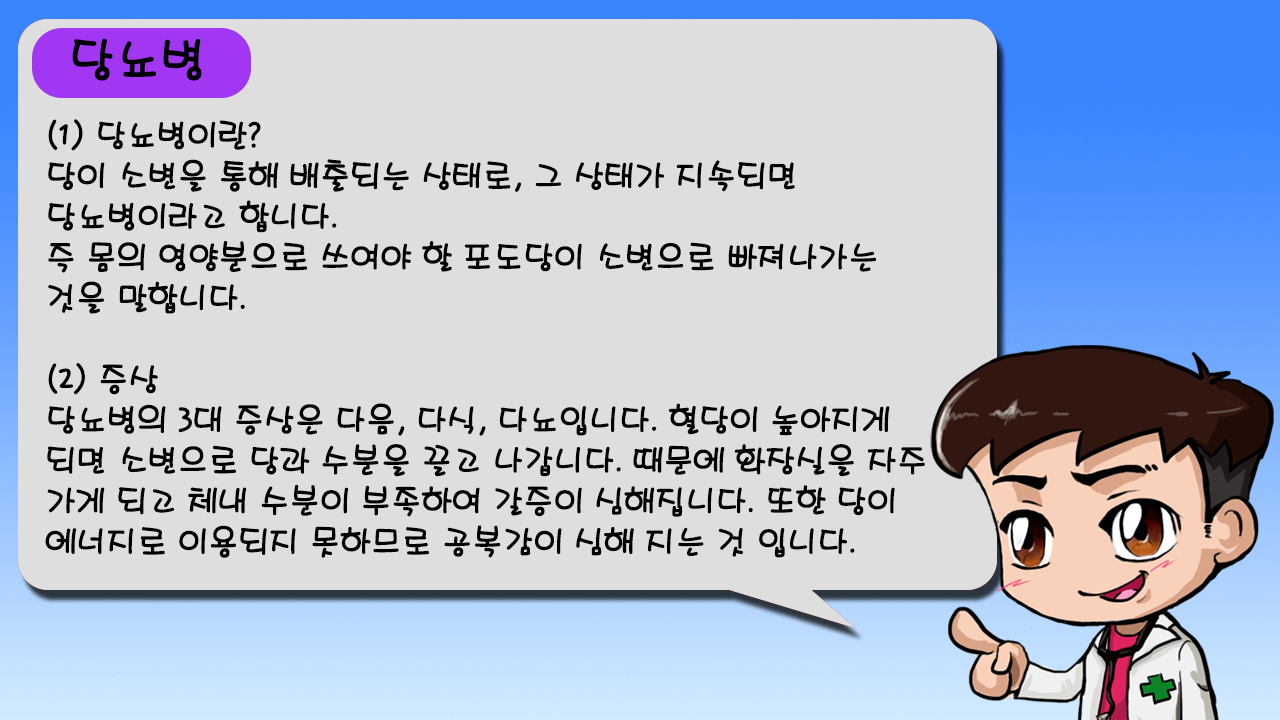 당뇨병
(1) 당뇨병이란?
당이 소변을 통해 배출되는 상태로, 그 상태가 지속되면
당뇨병이라고 합니다.
즉 몸의 영양분으로 쓰여야 할 포도당이 소변으로 빠져나가는
것을 말합니다.
(2) 증상
당뇨병의 3대 증상은 다음, 다식, 다뇨입니다. 혈당이 높아지게
되면 소변으로 당과 수분을 끌고 나갑니다. 때문에 화장실을 자주
가게 되고 체내 수분이 부족하여 갈증이 심해집니다. 또한 당이
에너지로 이용되지 못하므로 공복감이 심해 지는 것 입니다.